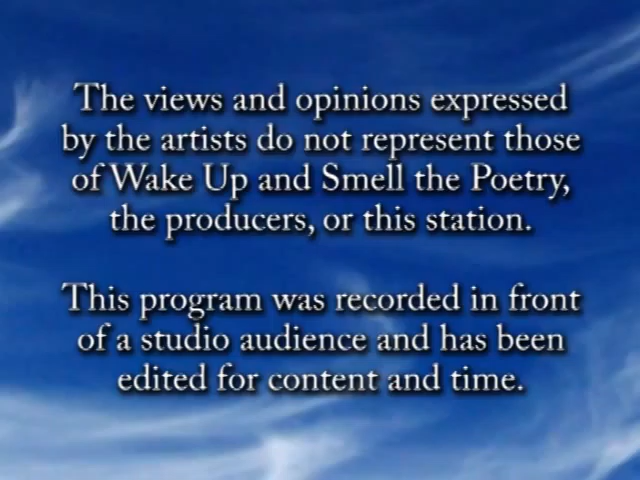 The views and opinions expressed
by the artists do not represent those
of Wake Up and Smell the Poetry,
the producers, or this station.
This program was recorded in front
of a studio audience and has been
edited for content and time.